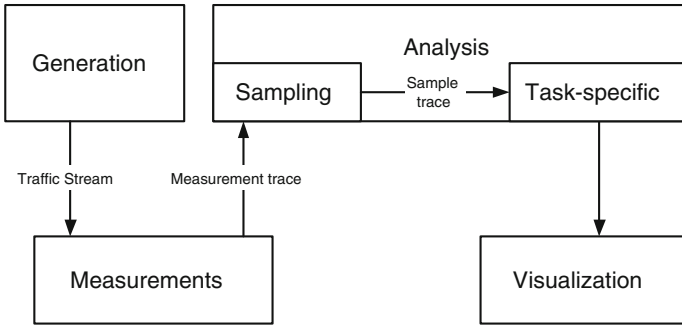 Generation
Analysis
Sampling
Sample
trace
Task-specific
Traffic Stream
Measurement trace
Measurements
Visualization